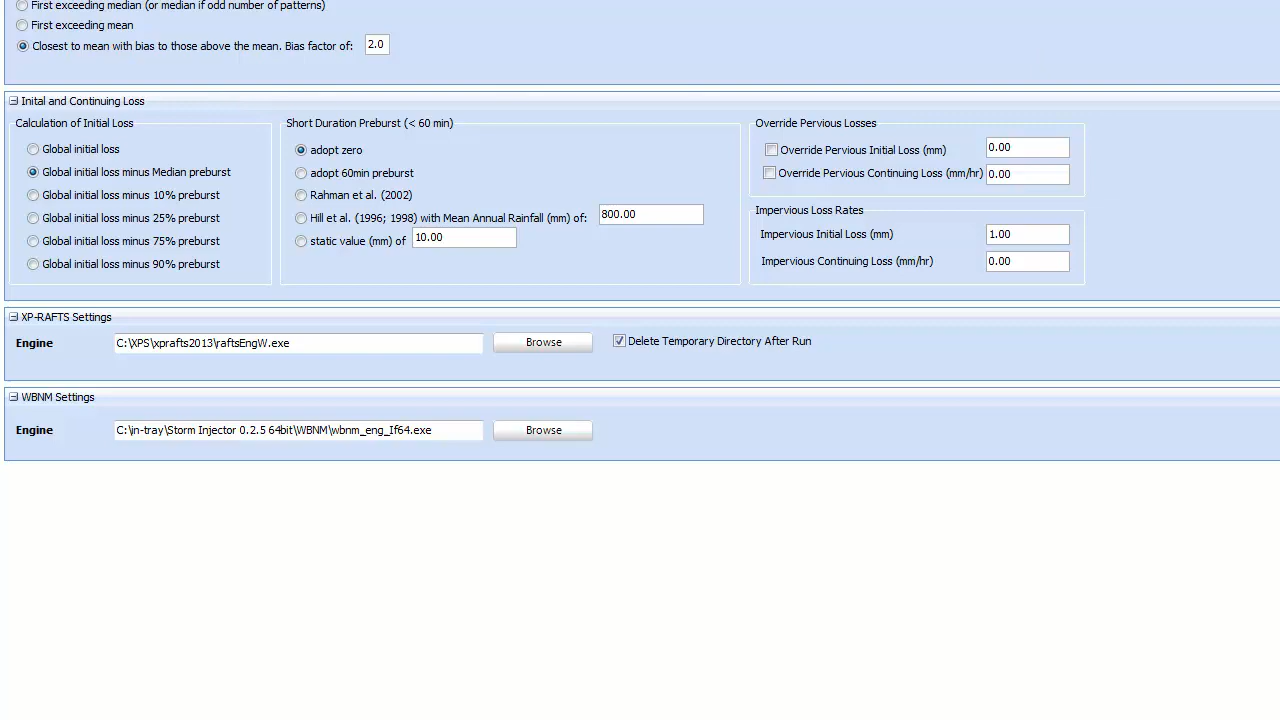 First exceeding median (or median if odd number of patterns)
First exceeding mean
Closest to mean with bias to those above the mean. Bias factor of: 2.0
Inital and Continuing Loss
Calculation of Initial Loss
Global initial loss
Global initial loss minus Median preburst
Global initial loss minus 10% preburst
Global initial loss minus 25% preburst
Global initial loss minus 75% preburst
Global initial loss minus 90% preburst
Short Duration Preburst (< 60 min)
adopt zero
adopt 60min preburst
Rahman et al. (2002)
Hill et al. (1996; 1998) with Mean Annual Rainfall (mm) of: 800.00
static value (mm) of 10.00
Override Pervious Losses
Override Pervious Initial Loss (mm) 0.00
Override Pervious Continuing Loss (mm/hr) 0.00
Impervious Loss Rates
Impervious Initial Loss (mm) 1.00
Impervious Continuing Loss (mm/hr) 0.00
XP-RAFTS Settings
Engine C:\XPS\xprafts2013\raftsEngW.exe Browse Delete Temporary Directory After Run
WBNM Settings
Engine C:\in-tray\Storm Injector 0.2.5 64bit\WBNM\wbnm_eng_If64.exe Browse